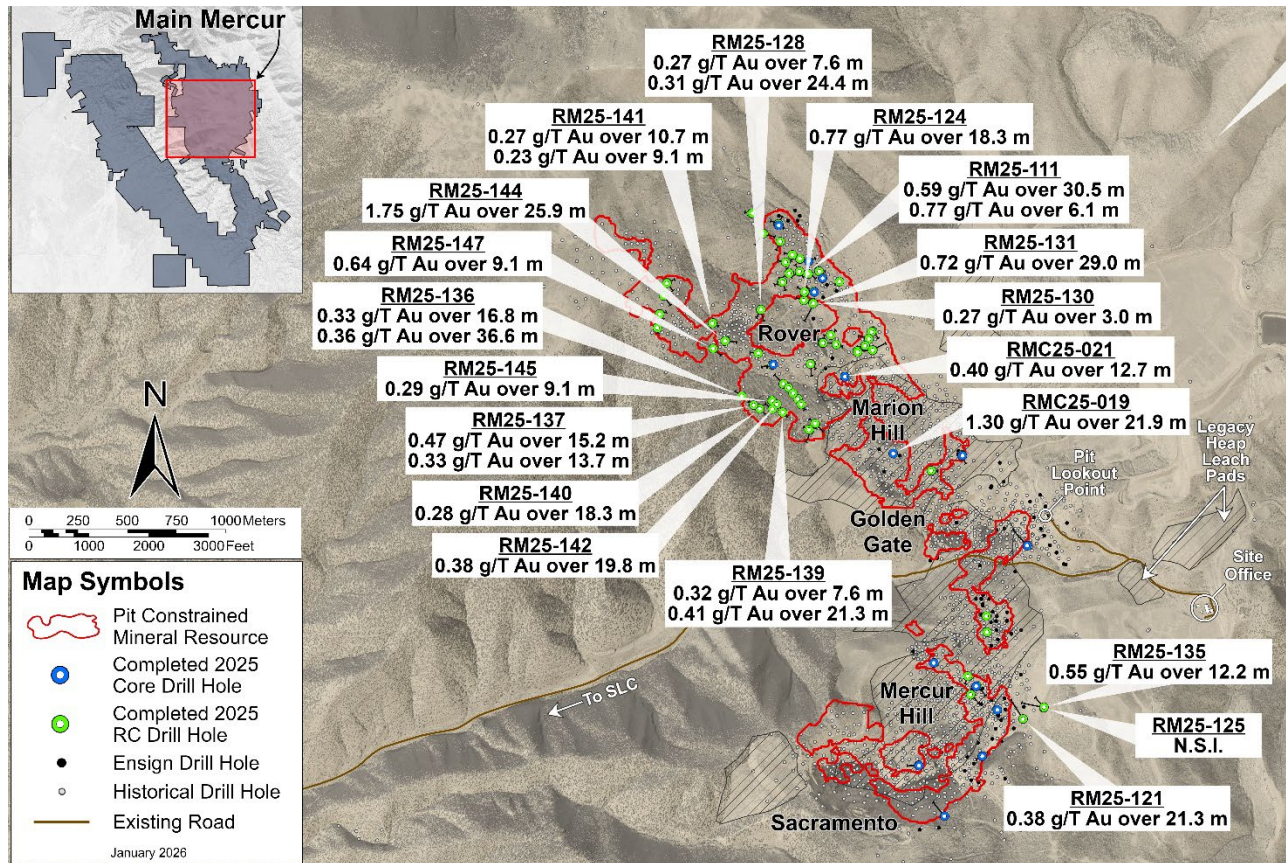 Main Mercur
RM25-128
0.27 g/T Au over 7.6 m
0.31 g/T Au over 24.4 m
RM25-141
0.27 g/T Au over 10.7 m
0.23 g/T Au over 9.1 m
RM25-124
0.77 g/T Au over 18.3 m
RM25-111
0.59 g/T Au over 30.5 m
0.77 g/T Au over 6.1 m
RM25-144
1.75 g/T Au over 25.9 m
RM25-147
0.64 g/T Au over 9.1 m
RM25-131
0.72 g/T Au over 29.0 m
RM25-136
0.33 g/T Au over 16.8 m
0.36 g/T Au over 36.6 m
RM25-130
0.27 g/T Au over 3.0 m
Rover
RM25-145
0.29 g/T Au over 9.1 m
RMC25-021
0.40 g/T Au over 12.7 m
RM25-137
0.47 g/T Au over 15.2 m
0.33 g/T Au over 13.7 m
Marion
Hill
RMC25-019
1.30 g/T Au over 21.9 m
RM25-140
0.28 g/T Au over 18.3 m
Pit
Lookout
Point
Legacy
Heap
Leach
Pads
RM25-142
0.38 g/T Au over 19.8 m
Golden
Gate
RM25-139
0.32 g/T Au over 7.6 m
0.41 g/T Au over 21.3 m
Site
Office
N
0 250 500 750 1000 Meters
0 1000 2000 3000 Feet
Map Symbols
Pit Constrained
Mineral Resource
Completed 2025
Core Drill Hole
Completed 2025
RC Drill Hole
Ensign Drill Hole
Historical Drill Hole
Existing Road
January 2026
To SLC
Mercur
Hill
RM25-135
0.55 g/T Au over 12.2 m
RM25-125
N.S.I.
RM25-121
0.38 g/T Au over 21.3 m
Sacramento